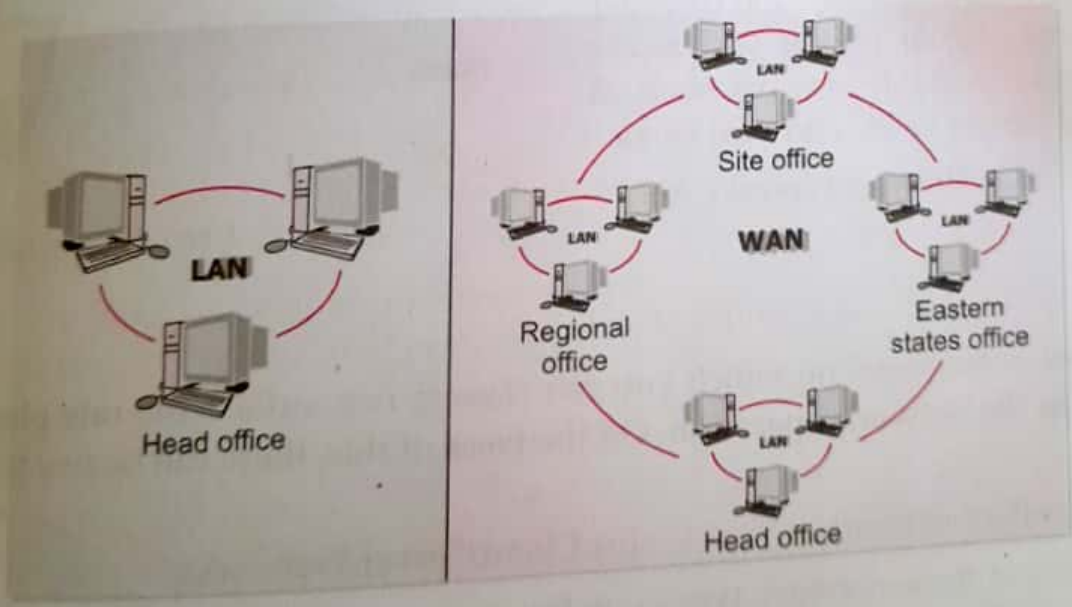 LAN
Head office
LAN
Site office
LAN
WAN
LAN
Regional
office
Eastern
states office
LAN
Head office